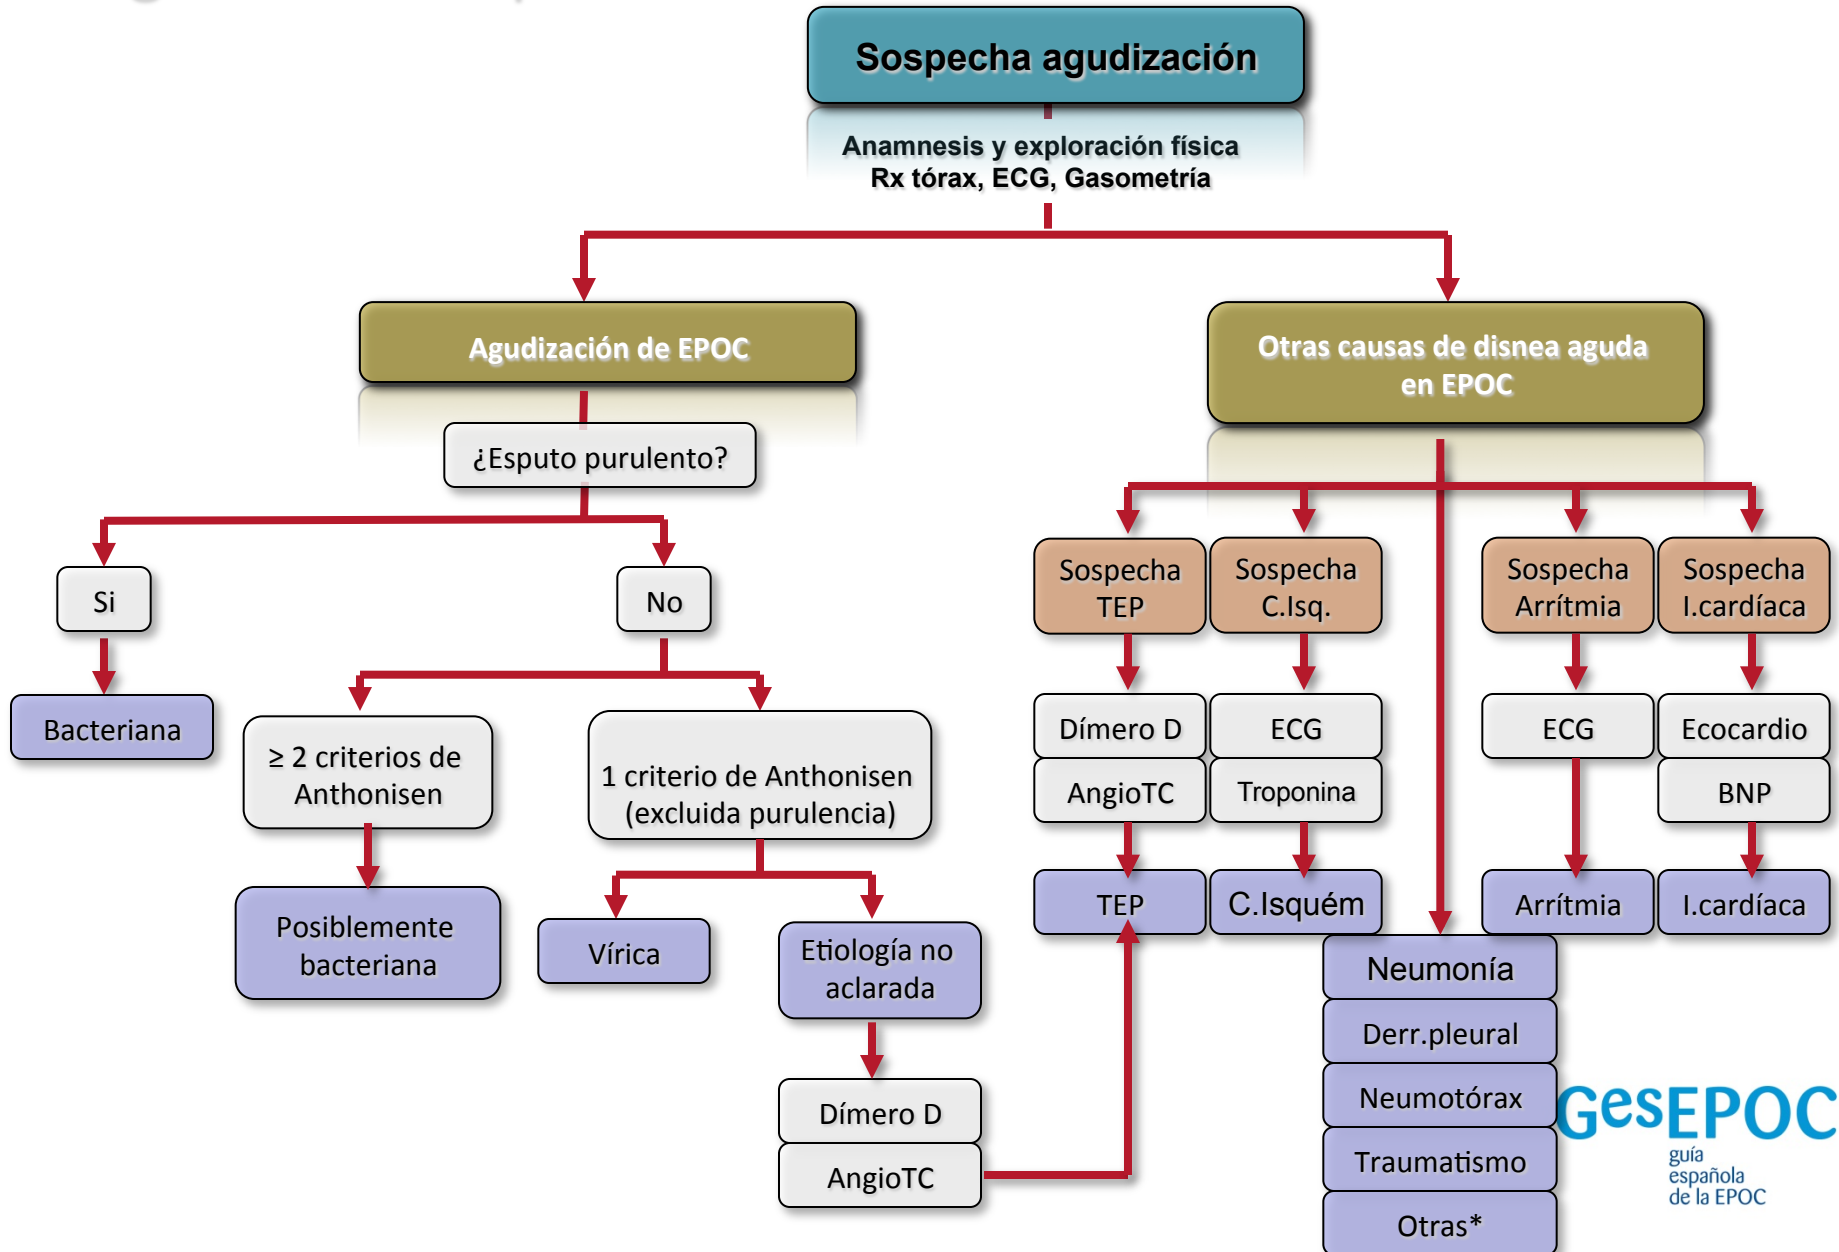 Sospecha agudización
Anamnesis y exploración física
Rx tórax, ECG, Gasometría
Agudización de EPOC
Otras causas de disnea aguda
en EPOC
¿Esputo purulento?
Si
No
Bacteriana
≥ 2 criterios de
Anthonisen
1 criterio de Anthonisen
(excluida purulencia)
Posiblemente
bacteriana
Vírica
Etiología no
aclarada
Dímero D
AngioTC
Sospecha
TEP
Sospecha
C.Isq.
Sospecha
Arrítmia
Sospecha
I.cardíaca
Dímero D
AngioTC
ECG
Troponina
ECG
Ecocardio
BNP
TEP
C.Isquém
Arrítmia
I.cardíaca
Neumonía
Derr.pleural
Neumotórax
Traumatismo
Otras*
GesEPOC
guía
española
de la EPOC